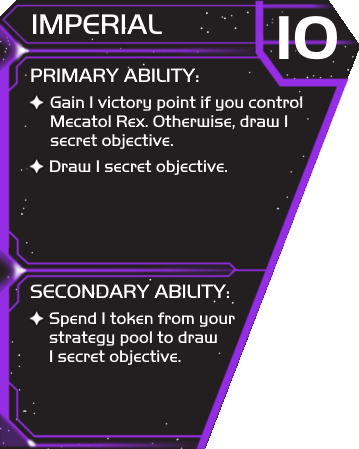 IMPERIAL
10
PRIMARY ABILITY:
Gain 1 victory point if you control
Mecatol Rex. Otherwise, draw 1
secret objective.
Draw 1 secret objective.
SECONDARY ABILITY:
Spend 1 token from your
strategy pool to draw
1 secret objective.